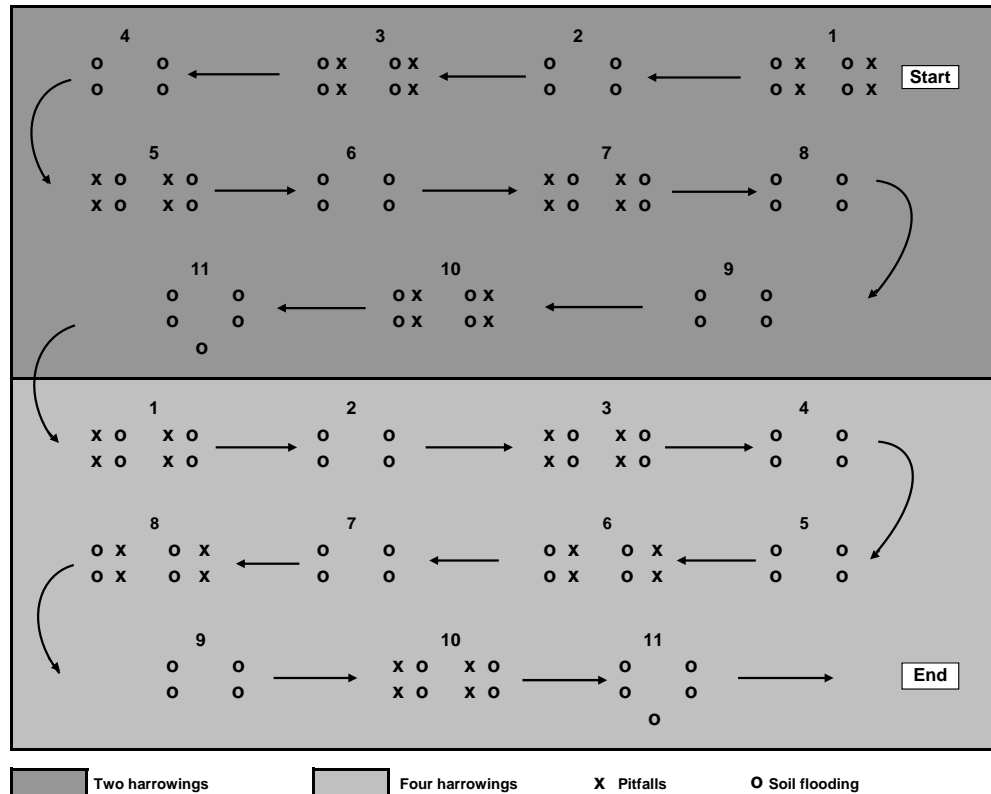 4 3 2 1
o o o x o x o o o x o x Start
o o o x o x o o o x o x
5 6 7 8
x o x o o o x o x o o o
x o x o o o x o x o o o
11 10 9
o o o x o x o o
o o o x o x o o
o
1 2 3 4
x o x o o o x o x o o o
x o x o o o x o x o o o
8 7 6 5
o x o x o o o x o x o o
o x o x o o o x o x o o
9 10 11
o o x o x o o o
o o x o x o o o End
o
Two harrowings Four harrowings x Pitfalls o Soil flooding